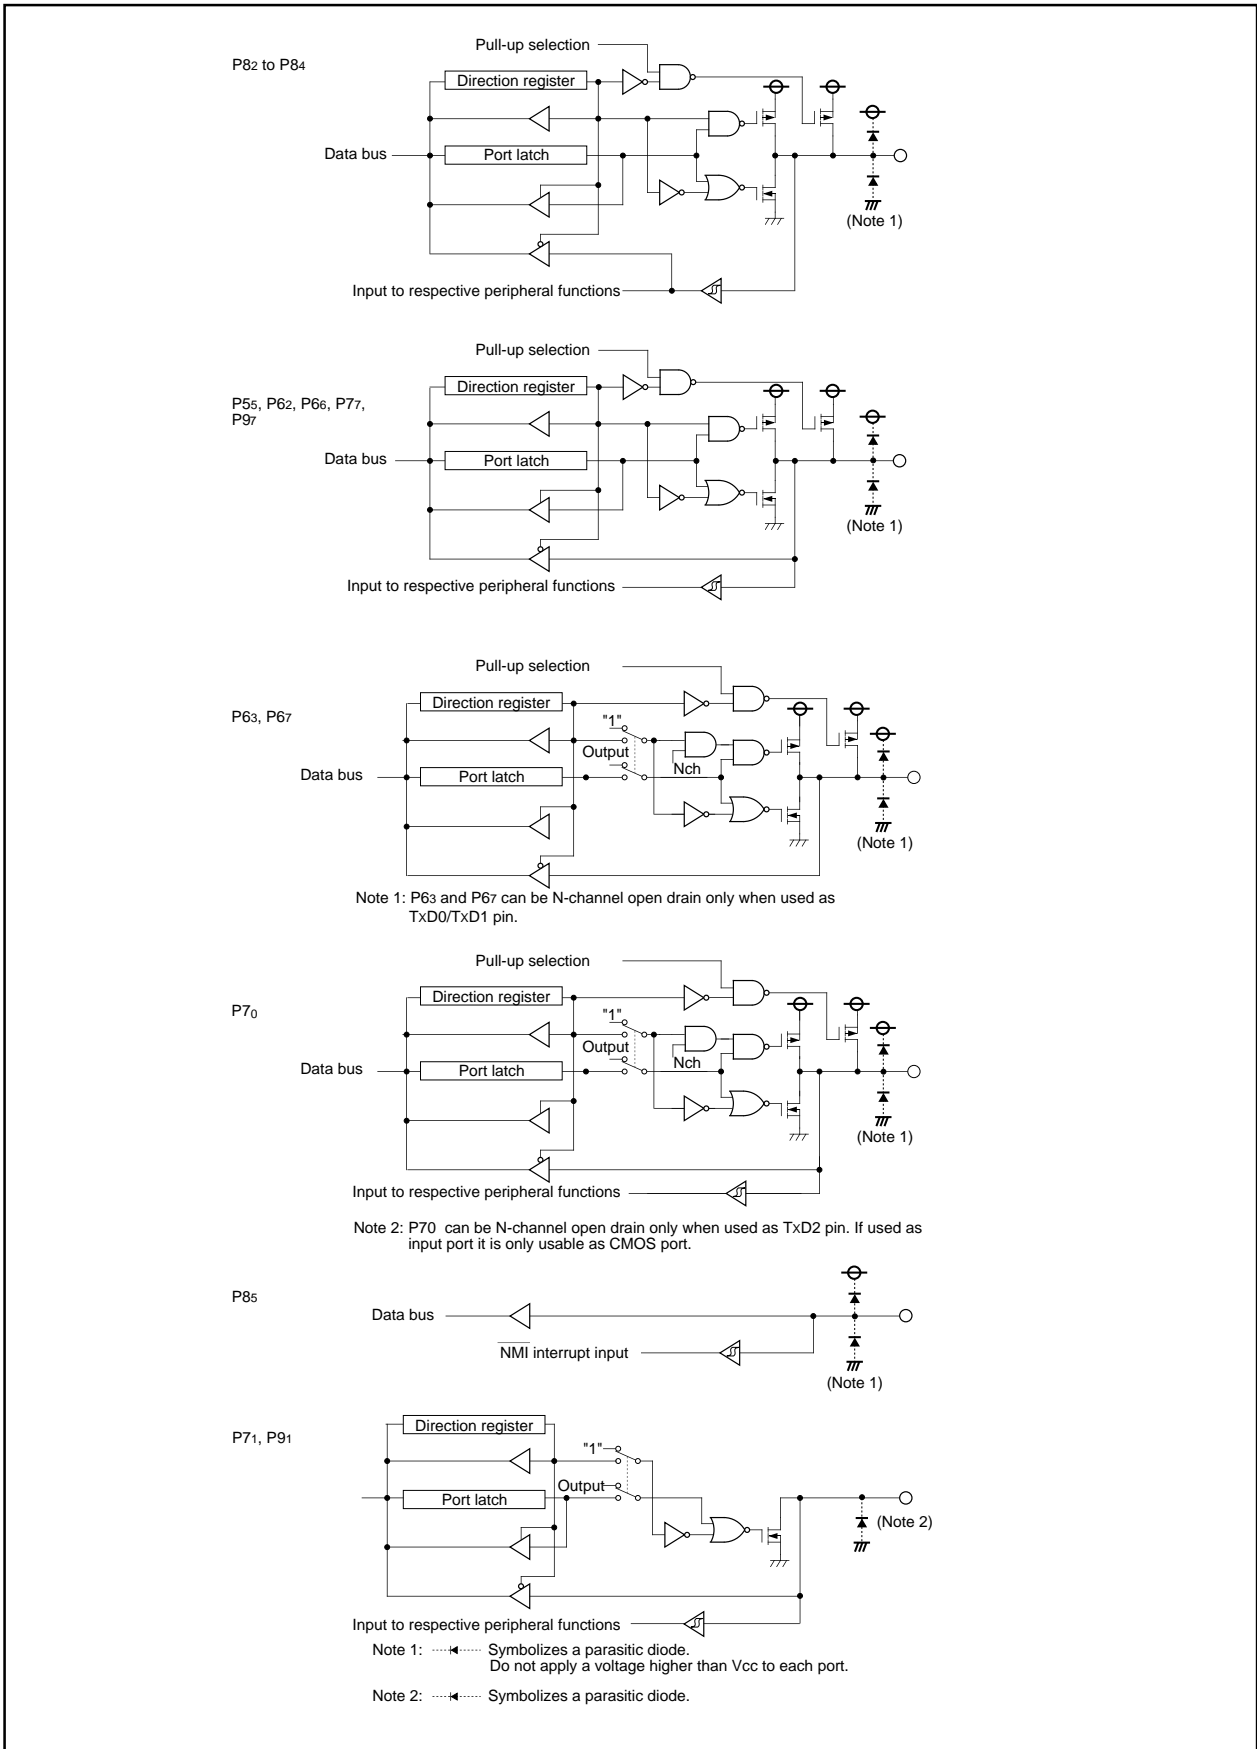 Pull-up selection
P82 to P84
Direction register
Data bus
Port latch
(Note 1)
Input to respective peripheral functions
Pull-up selection
Direction register
P55, P62, P66, P77,
P97
Data bus
Port latch
(Note 1)
Input to respective peripheral functions
Pull-up selection
Direction register
P63, P67
"1"
Output
Nch
Data bus
Port latch
(Note 1)
Note 1: P63 and P67 can be N-channel open drain only when used as
TxD0/TxD1 pin.
Pull-up selection
Direction register
P70
"1"
Output
Nch
Data bus
Port latch
(Note 1)
Input to respective peripheral functions
Note 2: P70 can be N-channel open drain only when used as TxD2 pin. If used as
input port it is only usable as CMOS port.
P85
Data bus
NMI interrupt input
(Note 1)
Direction register
P71, P91
"1"
Output
Port latch
(Note 2)
Input to respective peripheral functions
Note 1: Symbolizes a parasitic diode.
Do not apply a voltage higher than Vcc to each port.
Note 2: Symbolizes a parasitic diode.